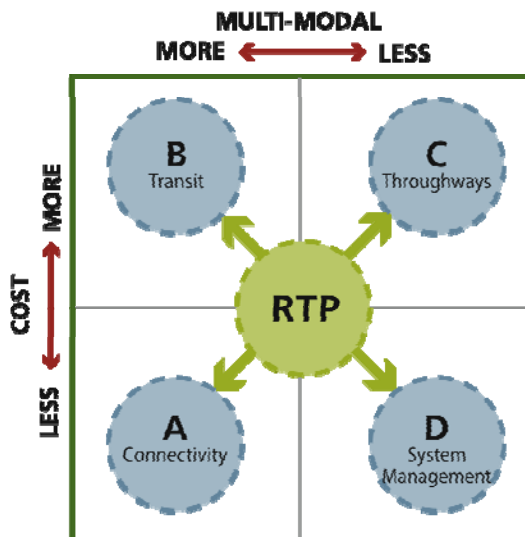 MULTI-MODAL
MORE LESS
B
Transit
C
Throughways
MORE
COST
LESS
RTP
A
Connectivity
D
System
Management